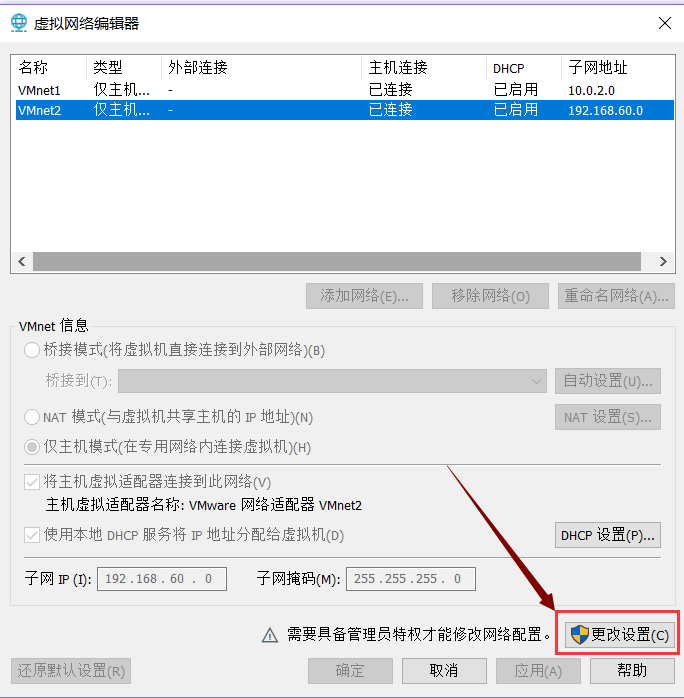 虚拟网络编辑器
名称 类型 外部连接 主机连接 DHCP 子网地址
VMnet1 仅主机... - 已连接 已启用 10.0.2.0
VMnet2 仅主机... - 已连接 已启用 192.168.60.0
添加网络(E)... 移除网络(O) 重命名网络(A)...
VMnet 信息
桥接模式(将虚拟机直接连接到外部网络)(B)
桥接到(T): 自动设置(U)...
NAT 模式(与虚拟机共享主机的 IP 地址)(N) NAT 设置(S)...
仅主机模式(在专用网络内连接虚拟机)(H)
将主机虚拟适配器连接到此网络(V)
主机虚拟适配器名称: VMware 网络适配器 VMnet2
使用本地 DHCP 服务将 IP 地址分配给虚拟机(D) DHCP 设置(P)...
子网 IP (I): 192.168. 60 . 0 子网掩码(M): 255.255.255. 0
需要具备管理员特权才能修改网络配置。 更改设置(C)
还原默认设置(R) 确定 取消 应用(A) 帮助